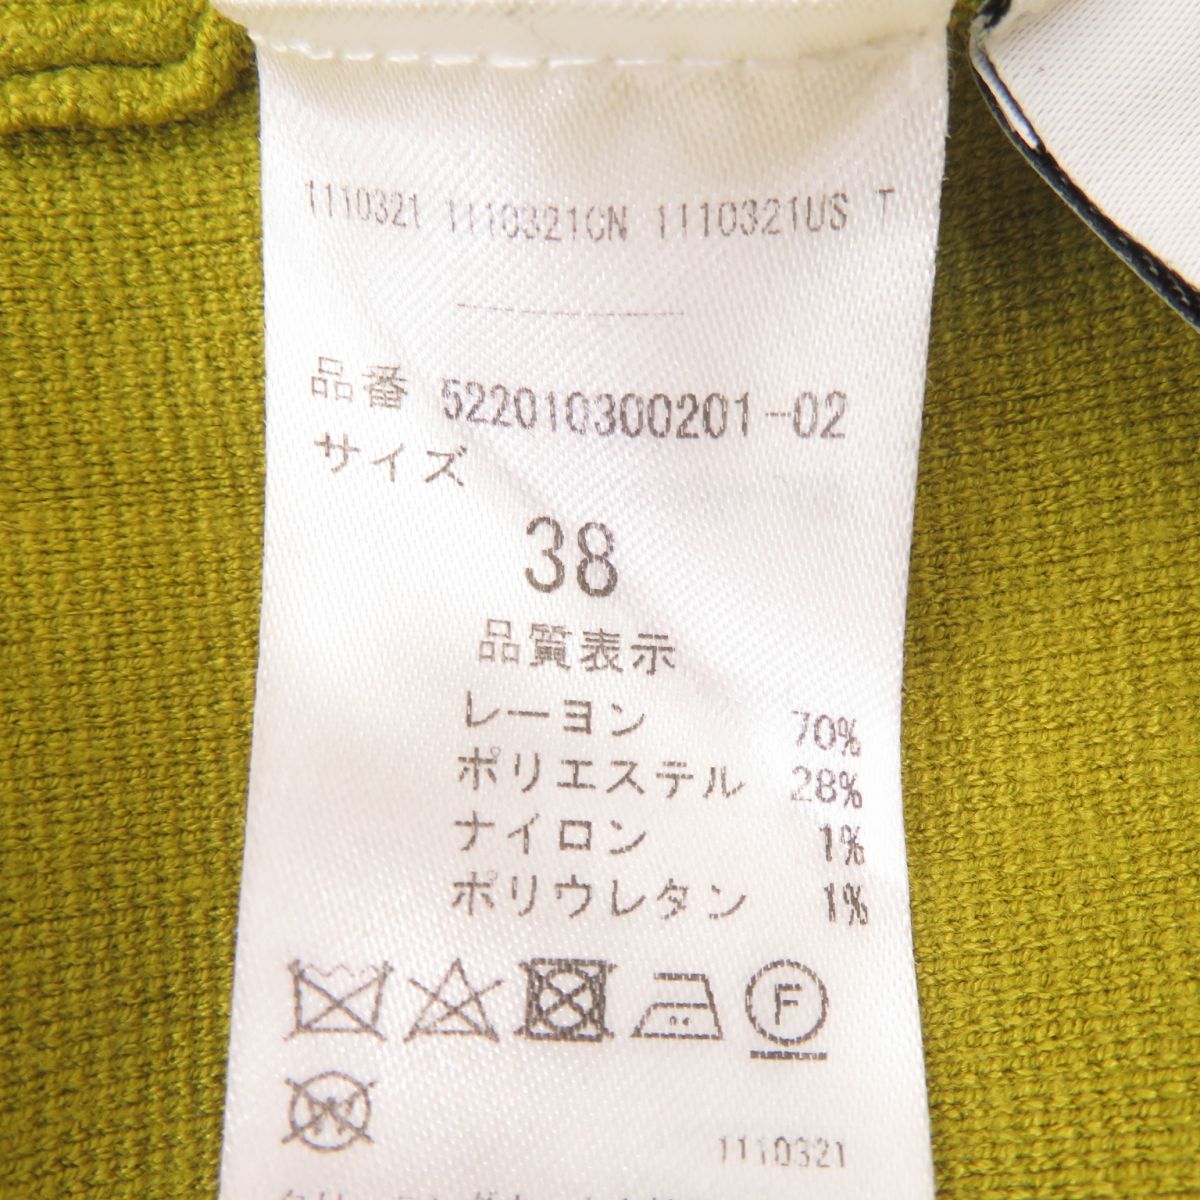 1110321 1110321CN 1110321US T
品番 522010300201-02
サイズ
38
品質表示
レーヨン 70%
ポリエステル 28%
ナイロン 1%
ポリウレタン 1%
F
W
1110321